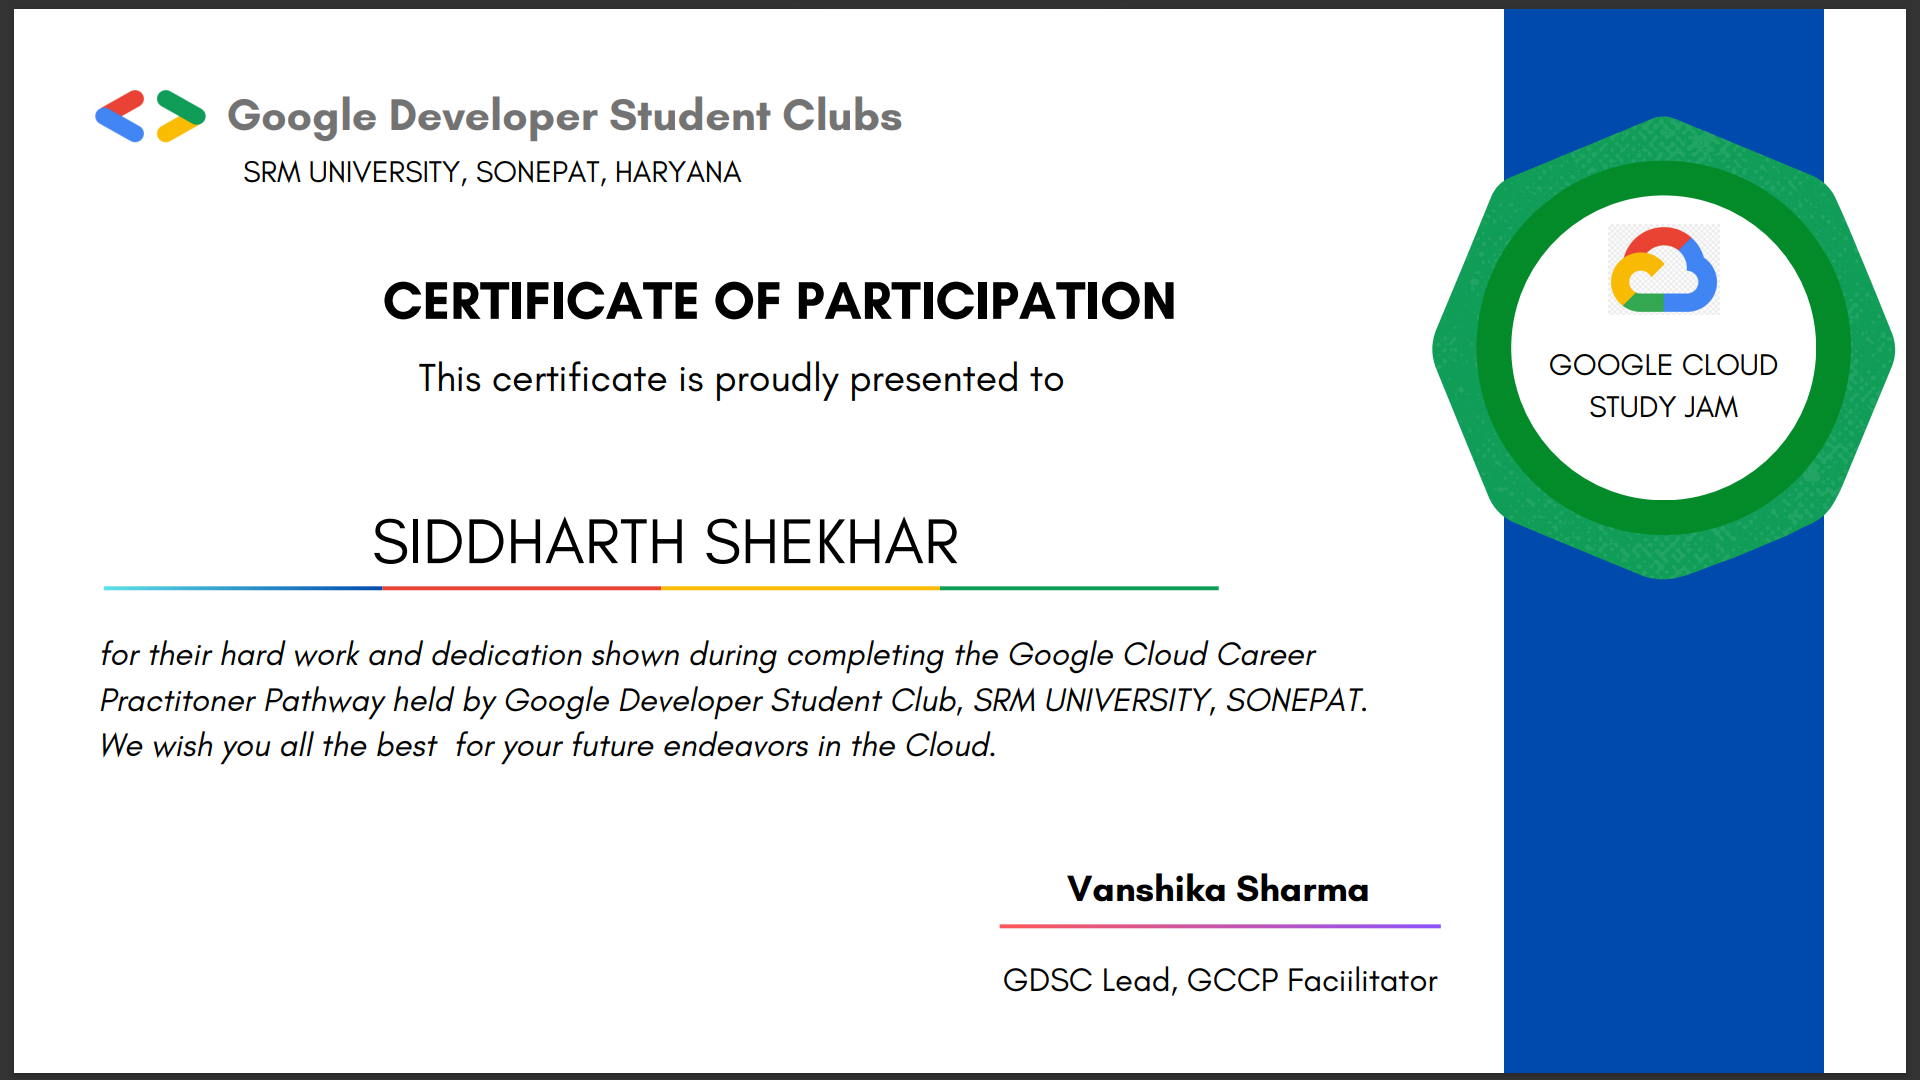 Google Developer Student Clubs
SRM UNIVERSITY, SONEPAT, HARYANA
CERTIFICATE OF PARTICIPATION
This certificate is proudly presented to
SIDDHARTH SHEKHAR
for their hard work and dedication shown during completing the Google Cloud Career
Practitoner Pathway held by Google Developer Student Club, SRM UNIVERSITY, SONEPAT.
We wish you all the best  for your future endeavors in the Cloud.
Vanshika Sharma
GDSC Lead, GCCP Faciilitator
GOOGLE CLOUD
STUDY JAM